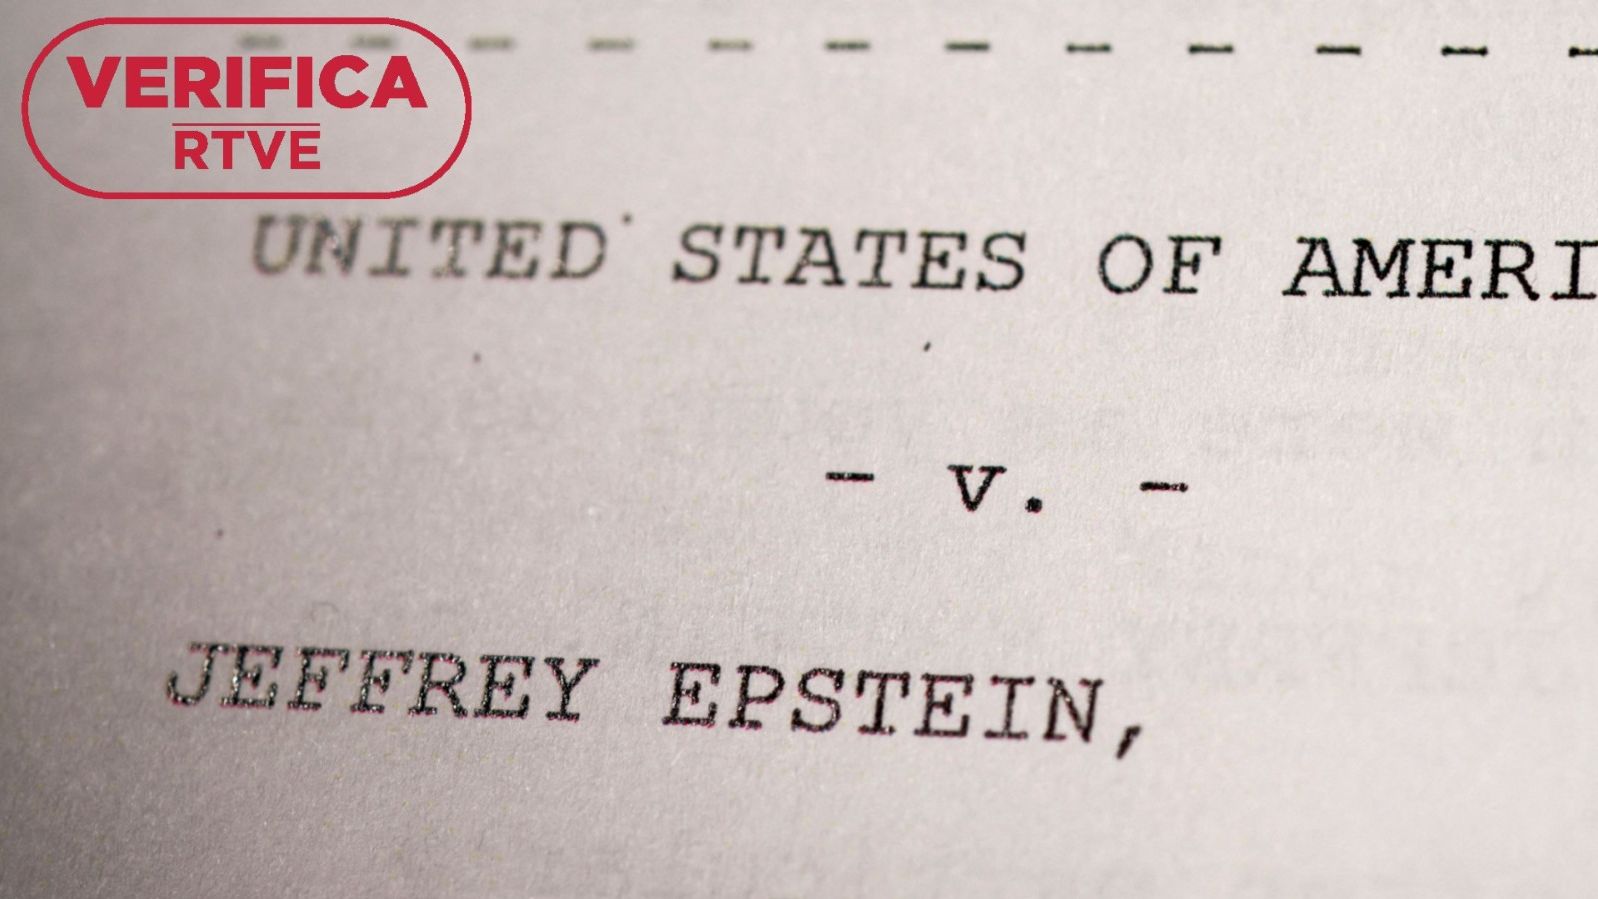 VERIFICA
RTVE
- - - - - - - - - - - -
UNITED STATES OF AMERI
- v. -
JEFFREY EPSTEIN,